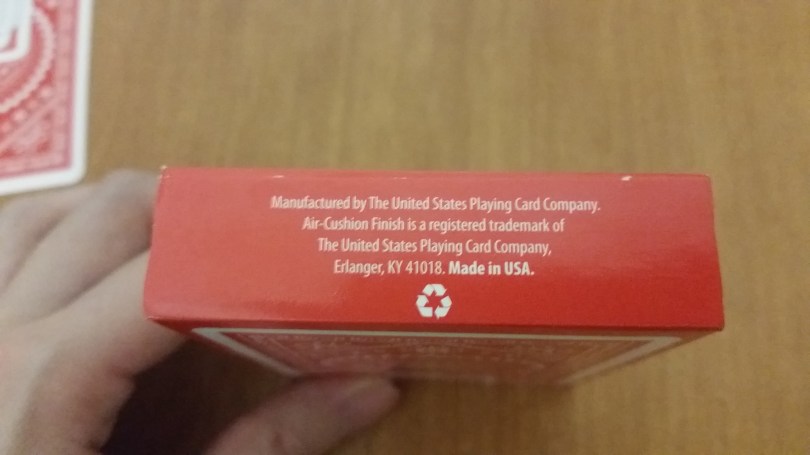 Manufactured by The United States Playing Card Company.
Air-Cushion Finish is a registered trademark of
The United States Playing Card Company,
Erlanger, KY 41018. Made in USA.